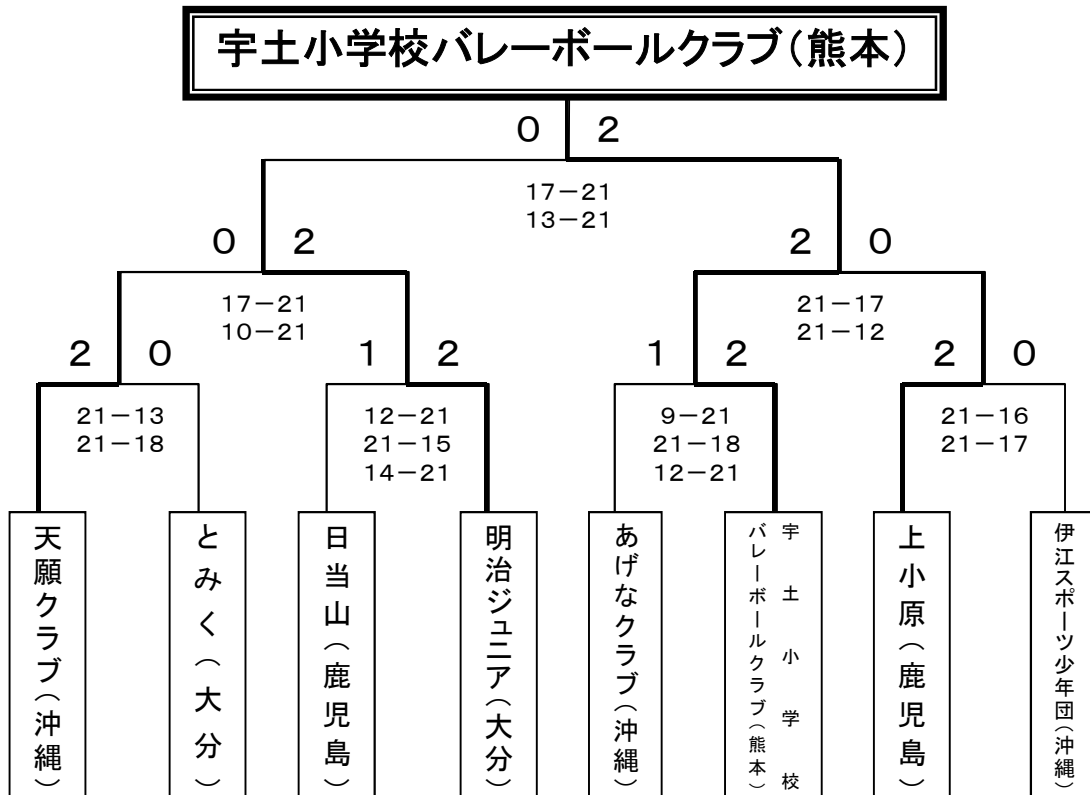 宇土小学校バレーボールクラブ(熊本)
0 2
17-21
13-21
0 2
2 0
17-21
10-21
21-17
21-12
2 0
1 2
1 2
2 0
21-13
21-18
12-21
21-15
14-21
9-21
21-18
12-21
21-16
21-17
天願クラブ(沖縄)
とみく(大分)
日当山(鹿児島)
明治ジュニア(大分)
あげなクラブ(沖縄)
宇土小学校
バレーボールクラブ(熊本)
上小原(鹿児島)
伊江スポーツ少年団(沖縄)